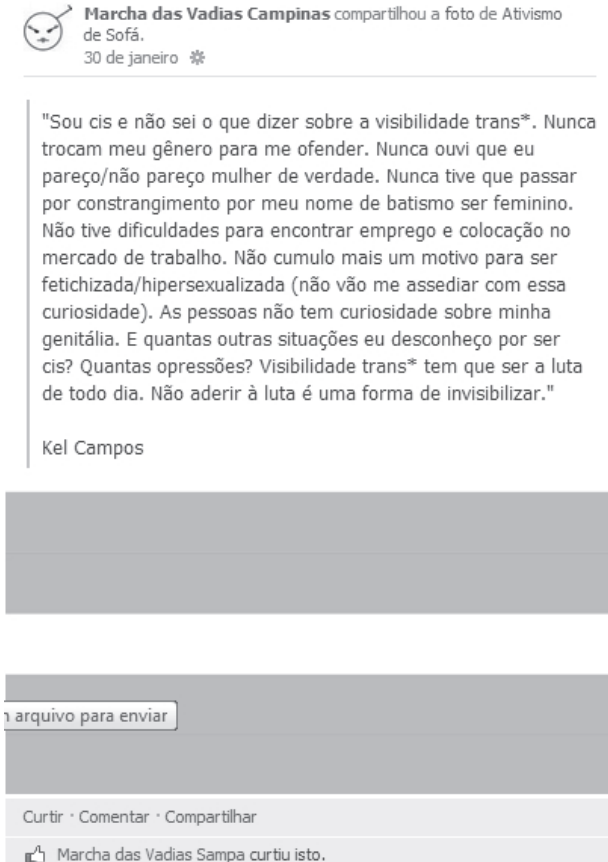 Marcha das Vadias Campinas compartilhou a foto de Ativismo
de Sofá.
30 de janeiro
"Sou cis e não sei o que dizer sobre a visibilidade trans*. Nunca
trocam meu gênero para me ofender. Nunca ouvi que eu
pareço/não pareço mulher de verdade. Nunca tive que passar
por constrangimento por meu nome de batismo ser feminino.
Não tive dificuldades para encontrar emprego e colocação no
mercado de trabalho. Não cumulo mais um motivo para ser
fetichizada/hipersexualizada (não vão me assediar com essa
curiosidade). As pessoas não tem curiosidade sobre minha
genitália. E quantas outras situações eu desconheço por ser
cis? Quantas opressões? Visibilidade trans* tem que ser a luta
de todo dia. Não aderir à luta é uma forma de invisibilizar."
Kel Campos
arquivo para enviar
Curtir · Comentar · Compartilhar
Marcha das Vadias Sampa curtiu isto.